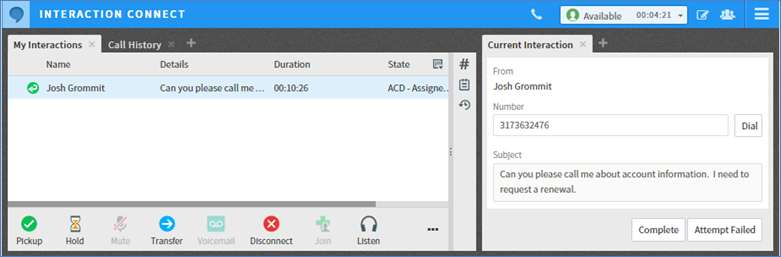 INTERACTION CONNECT
Available 00:04:21
My Interactions
Call History
Name Details Duration State
Josh Grommit Can you please call me ... 00:10:26 ACD - Assigne...
Pickup Hold Mute Transfer Voicemail Disconnect Join Listen
Current Interaction
From
Josh Grommit
Number
3173632476 Dial
Subject
Can you please call me about account information. I need to
request a renewal.
Complete Attempt Failed